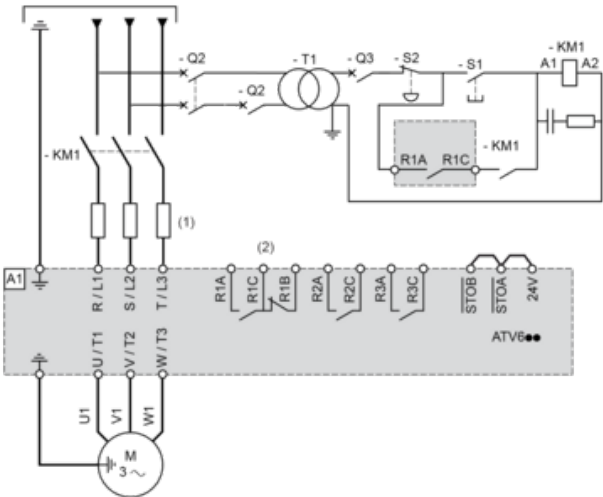 - Q2
- T1
- Q3
- S2
- S1
- KM1
A1 A2
- Q2
- KM1
R1A R1C
- KM1
(1)
(2)
A1
R / L1
S / L2
T / L3
R1A
R1C
R1B
R2A
R2C
R3A
R3C
STOB
STOA
24V
ATV6●●
U / T1
V / T2
W / T3
U1
V1
W1
M
3 ~